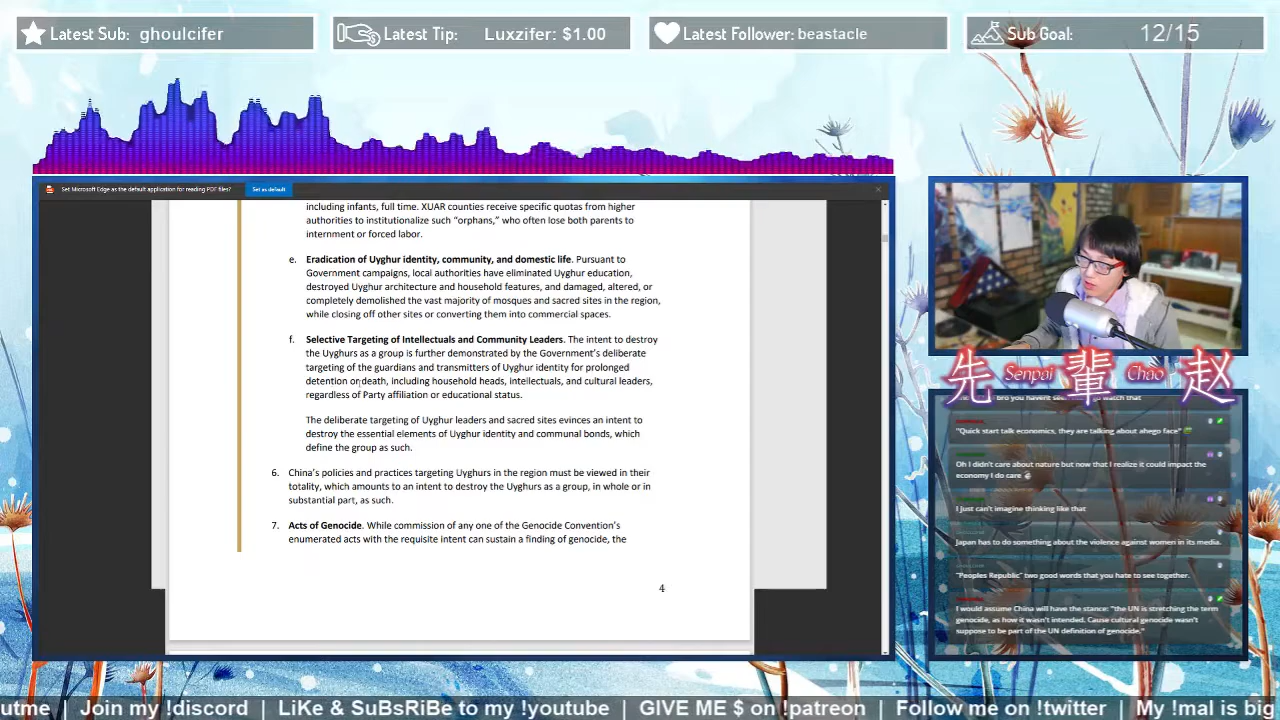 Latest Sub: ghoulcifer
Latest Tip: Luxzifer: $1.00
Latest Follower: beastacle
Sub Goal: 12/15
Set Microsoft Edge as the default application for reading PDF files?
Set as default
including infants, full time. XUAR counties receive specific quotas from higher
authorities to institutionalize such “orphans,” who often lose both parents to
internment or forced labor.
e. Eradication of Uyghur identity, community, and domestic life. Pursuant to
Government campaigns, local authorities have eliminated Uyghur education,
destroyed Uyghur architecture and household features, and damaged, altered, or
completely demolished the vast majority of mosques and sacred sites in the region,
while closing off other sites or converting them into commercial spaces.
f. Selective Targeting of Intellectuals and Community Leaders. The intent to destroy
the Uyghurs as a group is further demonstrated by the Government’s deliberate
targeting of the guardians and transmitters of Uyghur identity for prolonged
detention or death, including household heads, intellectuals, and cultural leaders,
regardless of Party affiliation or educational status.
The deliberate targeting of Uyghur leaders and sacred sites evinces an intent to
destroy the essential elements of Uyghur identity and communal bonds, which
define the group as such.
6. China’s policies and practices targeting Uyghurs in the region must be viewed in their
totality, which amounts to an intent to destroy the Uyghurs as a group, in whole or in
substantial part, as such.
7. Acts of Genocide. While commission of any one of the Genocide Convention’s
enumerated acts with the requisite intent can sustain a finding of genocide, the
4
先 Senpai 輩 Chao 赵
bro you havent watch that
"Quick start talk economics, they are talking about ahego face"
Oh I didn't care about nature but now that I realize it could impact the
economy I do care
I just can't imagine thinking like that
Japan has to do something about the violence against women in its media.
"Peoples Republic" two good words that you hate to see together.
I would assume China will have the stance: "the UN is stretching the term
genocide, as how it wasn't intended. Cause cultural genocide wasn't
suppose to be part of the UN definition of genocide."
utme | Join my !discord | LiKe & SuBsRiBe to my !youtube | GIVE ME $ on !patreon | Follow me on !twitter | My !mal is big